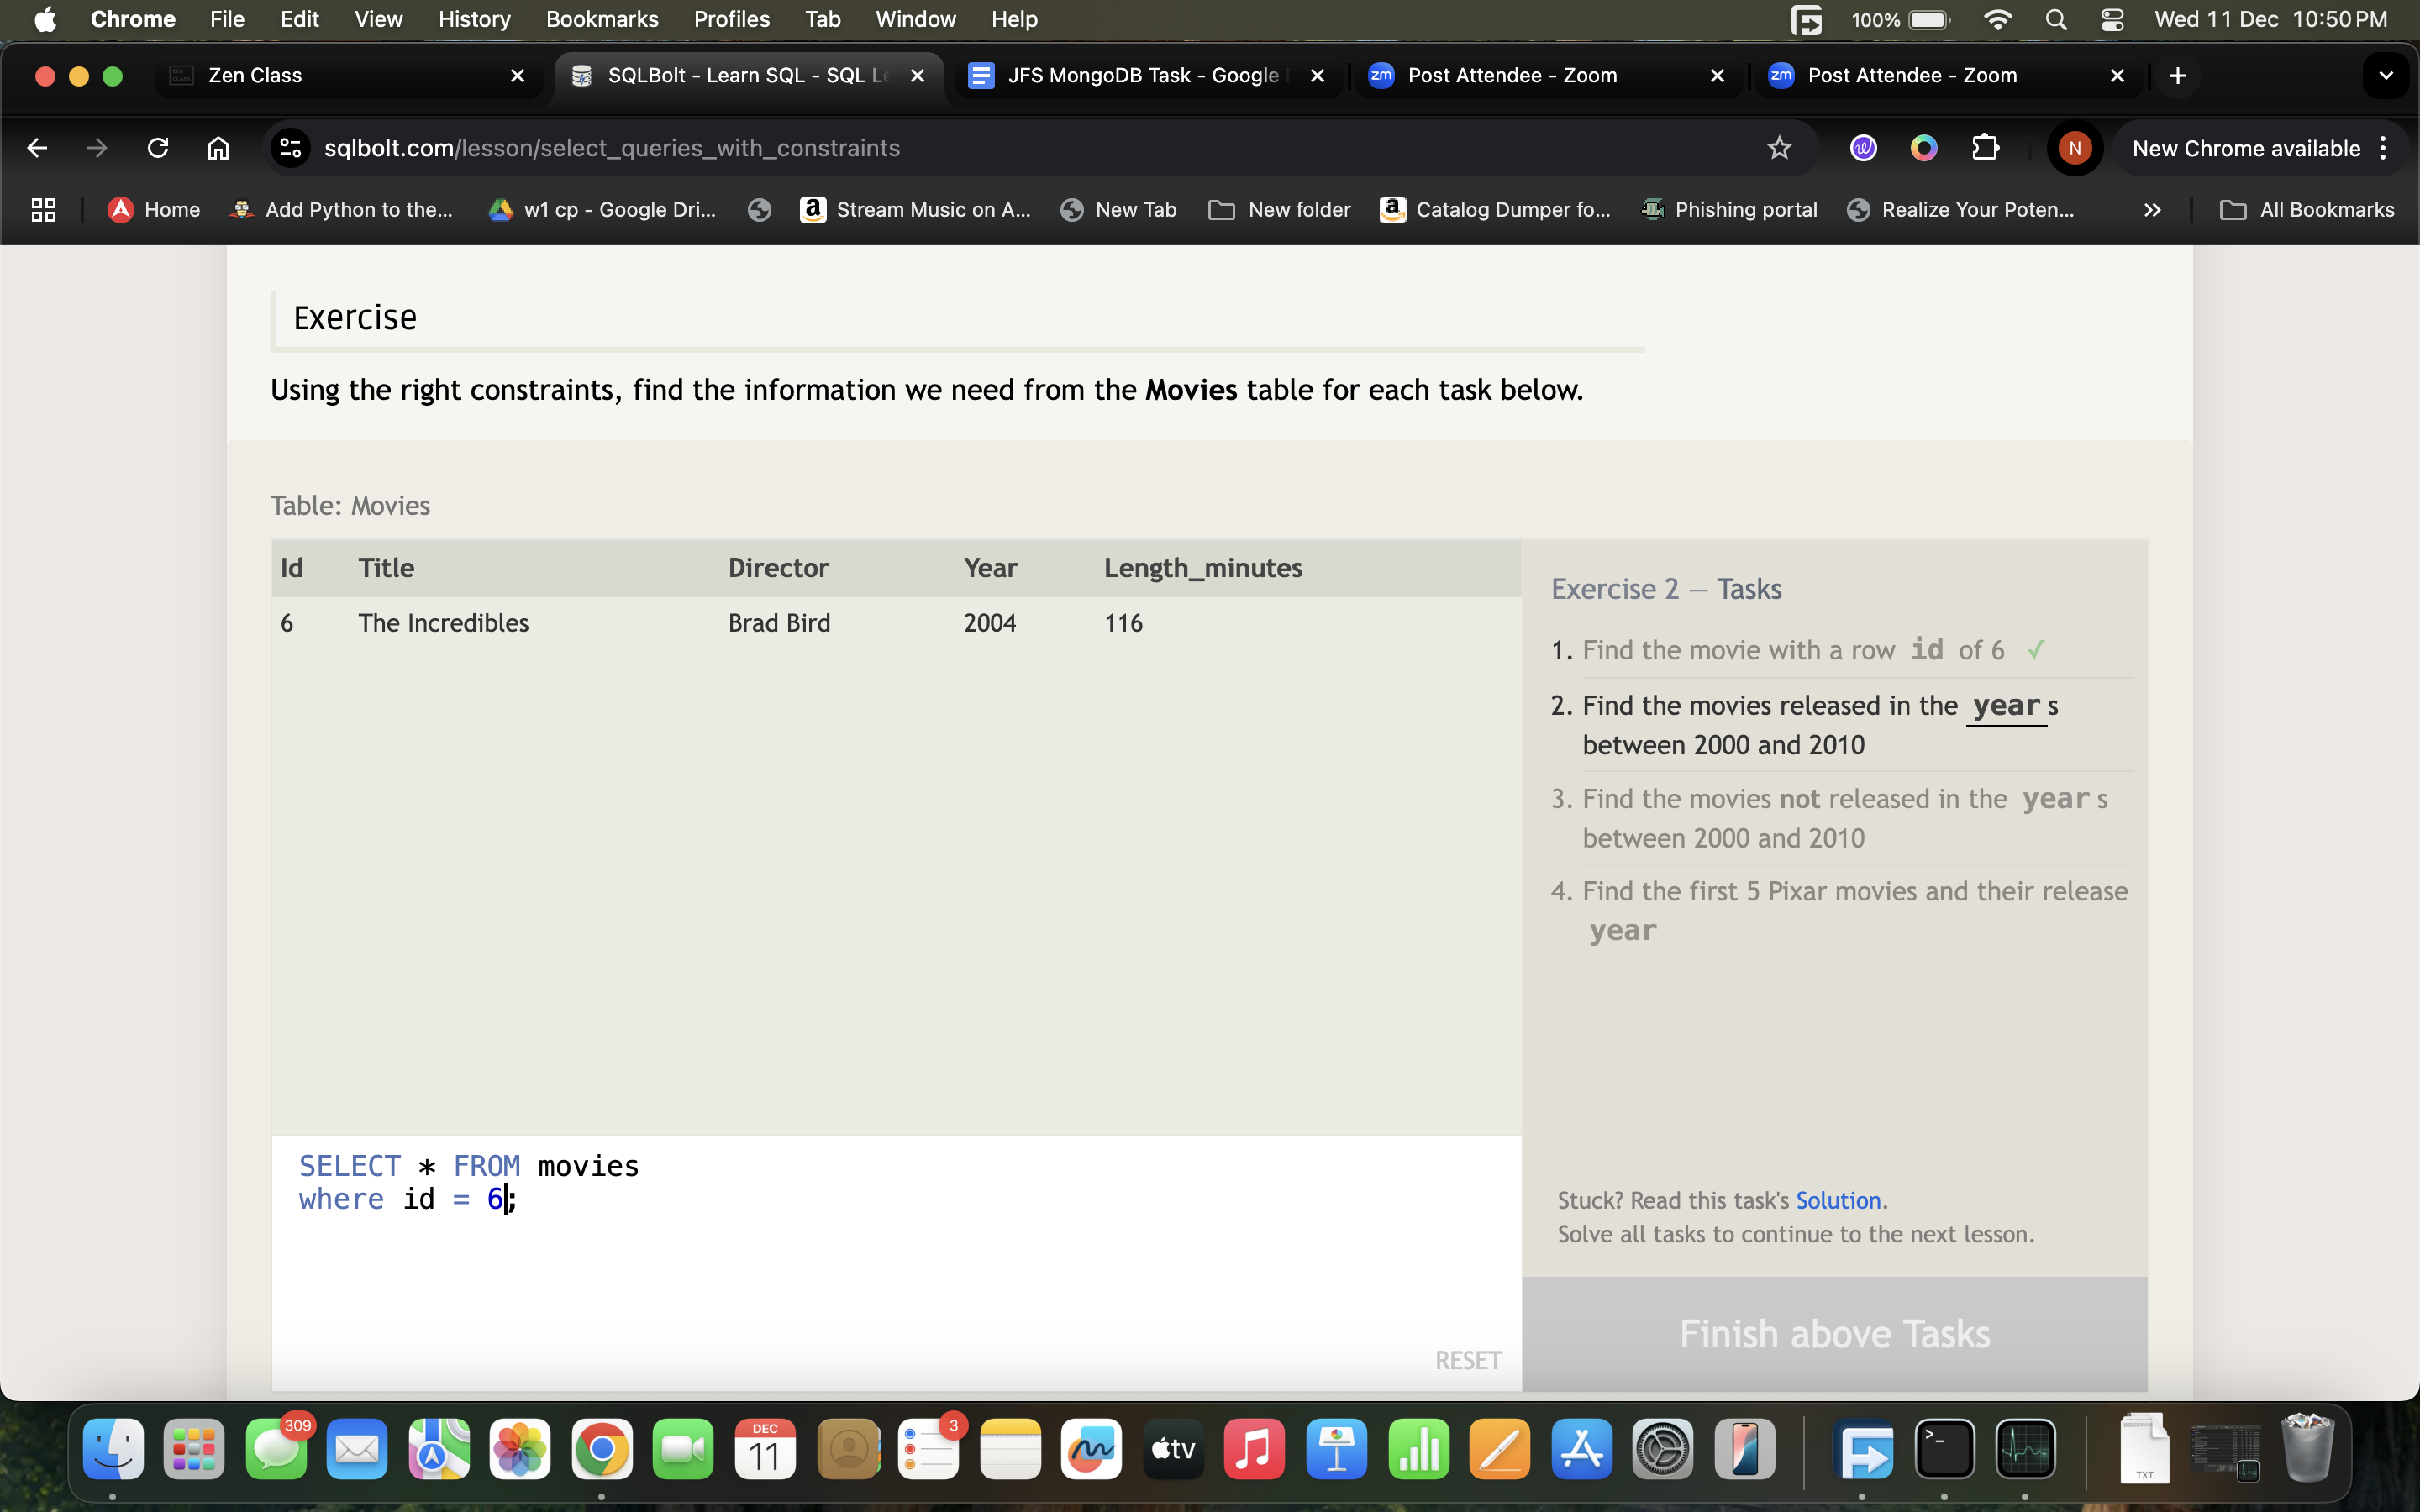 Chrome File Edit View History Bookmarks Profiles Tab Window Help 100% Wed 11 Dec 10:50 PM
Zen Class SQLBolt - Learn SQL - SQL Le JFS MongoDB Task - Google Post Attendee - Zoom Post Attendee - Zoom
sqlbolt.com/lesson/select_queries_with_constraints N New Chrome available
Home Add Python to the... w1 cp - Google Dri... Stream Music on A... New Tab New folder Catalog Dumper fo... Phishing portal Realize Your Poten... All Bookmarks
Exercise
Using the right constraints, find the information we need from the Movies table for each task below.
Table: Movies
Id Title Director Year Length_minutes
6 The Incredibles Brad Bird 2004 116
Exercise 2 — Tasks
1. Find the movie with a row id of 6 ✓
2. Find the movies released in the years
between 2000 and 2010
3. Find the movies not released in the years
between 2000 and 2010
4. Find the first 5 Pixar movies and their release
year
SELECT * FROM movies
where id = 6;
RESET
Stuck? Read this task's Solution.
Solve all tasks to continue to the next lesson.
Finish above Tasks
309 DEC 11 3 tv TXT